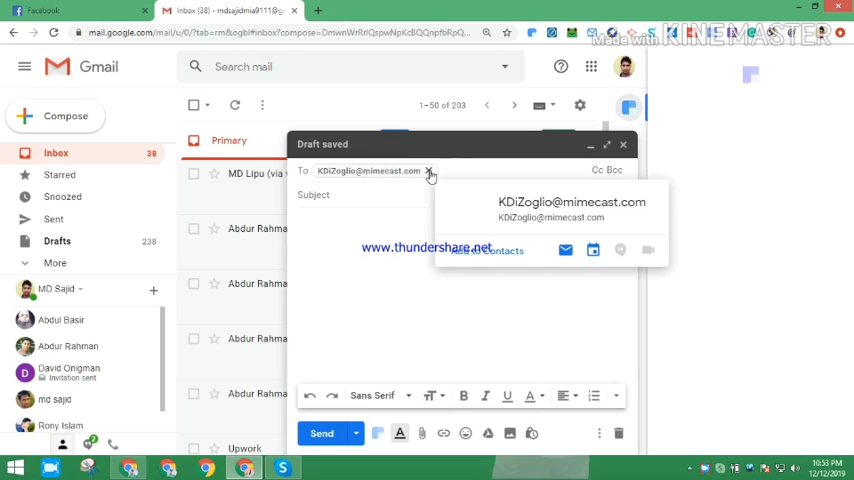 Facebook
Inbox (38) - mdsajidmia9111@g
mail.google.com/mail/u/0/?tab=rm&ogbl#inbox?compose=DmwnWrRrlQspwNkCBQQnpfbRpQ
Made with KINEMASTER
Gmail
Search mail
Compose
1–50 of 203
Inbox 38
Primary
Starred
Snoozed
Sent
Drafts 238
More
Draft saved
To KDiZoglio@mimecast.com
Cc Bcc
Subject
KDiZoglio@mimecast.com
KDiZoglio@mimecast.com
www.thundershare.net
Add to Contacts
MD Lipu (via
Abdur Rahma
Abdur Rahma
Abdur Rahma
Abdur Rahma
Upwork
MD Sajid
Abdul Basir
Abdur Rahman
David Onigman
Invitation sent
md sajid
Rony Islam
2
Sans Serif
Send
10:53 PM
12/12/2019